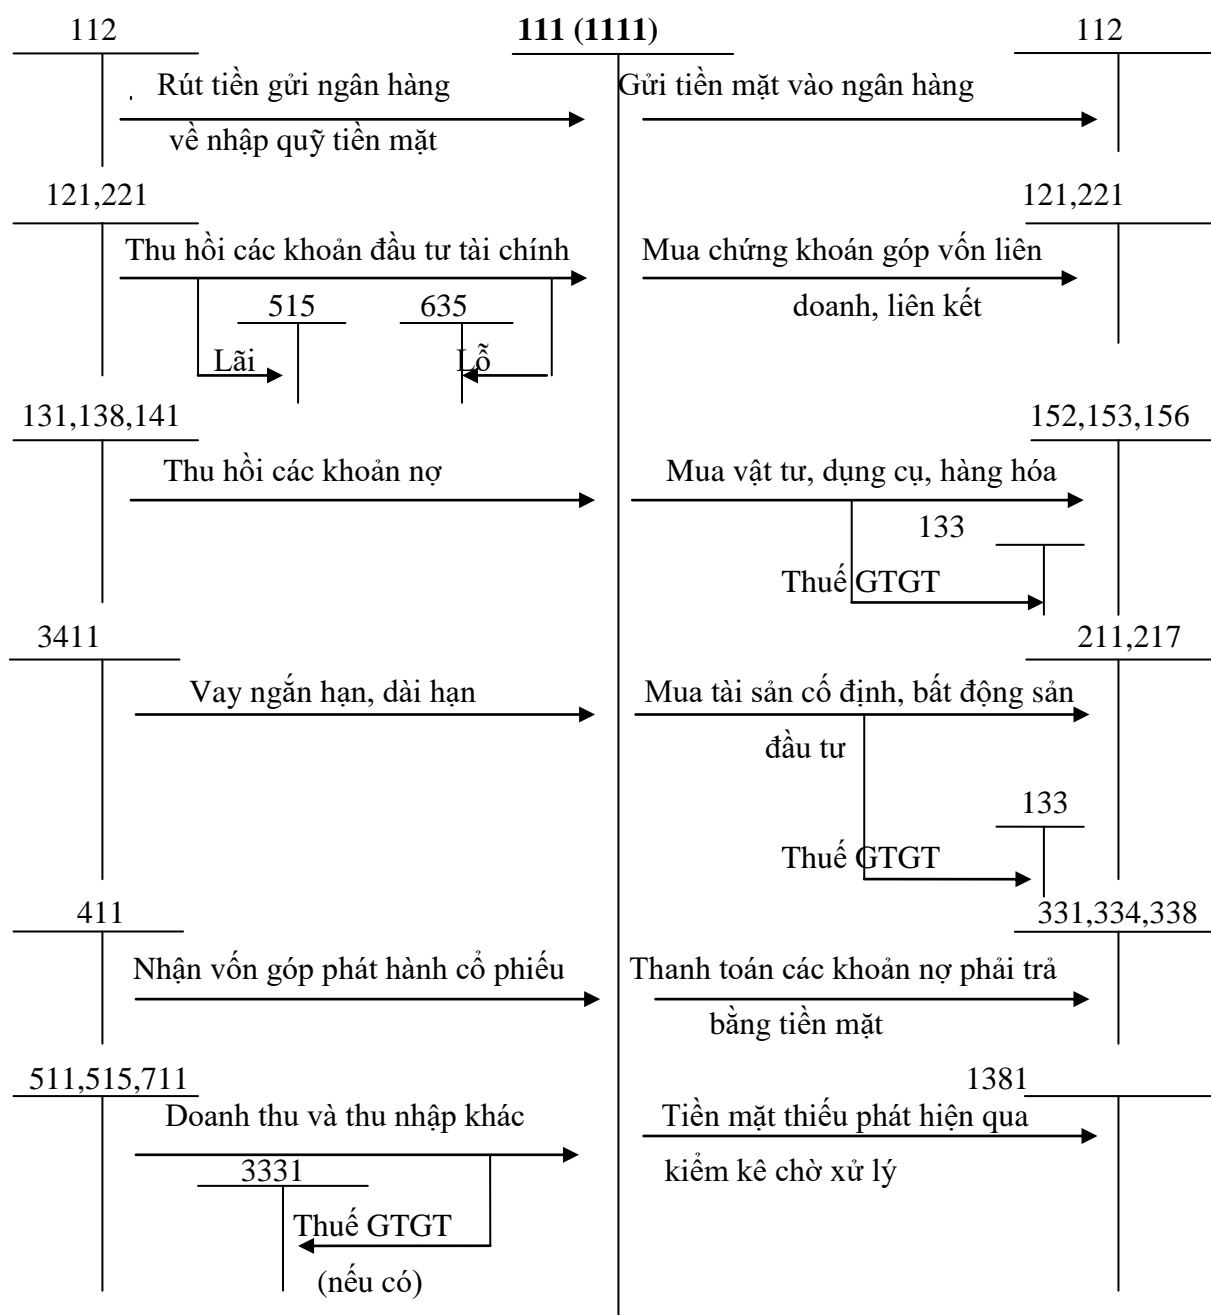 112
111 (1111)
112
Rút tiền gửi ngân hàng
Gửi tiền mặt vào ngân hàng
về nhập quỹ tiền mặt
121,221
121,221
Thu hồi các khoản đầu tư tài chính
Mua chứng khoán góp vốn liên
515
635
doanh, liên kết
Lãi
Lỗ
131,138,141
152,153,156
Thu hồi các khoản nợ
Mua vật tư, dụng cụ, hàng hóa
133
Thuế GTGT
3411
211,217
Vay ngắn hạn, dài hạn
Mua tài sản cố định, bất động sản
đầu tư
133
Thuế GTGT
411
331,334,338
Nhận vốn góp phát hành cổ phiếu
Thanh toán các khoản nợ phải trả
bằng tiền mặt
511,515,711
1381
Doanh thu và thu nhập khác
Tiền mặt thiếu phát hiện qua
3331
kiểm kê chờ xử lý
Thuế GTGT
(nếu có)